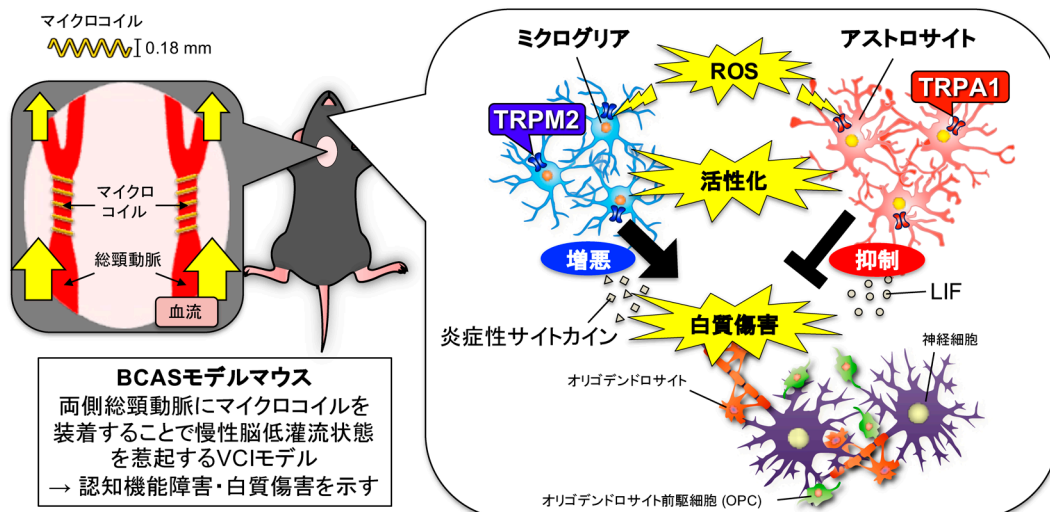 マイクロコイル
0.18 mm
マイクロ
コイル
総頸動脈
血流
BCASモデルマウス
両側総頸動脈にマイクロコイルを
装着することで慢性脳低灌流状態
を惹起するVCIモデル
→ 認知機能障害・白質傷害を示す
ミクログリア
アストロサイト
ROS
TRPM2
TRPA1
活性化
増悪
抑制
炎症性サイトカイン
LIF
白質傷害
オリゴデンドロサイト
神経細胞
オリゴデンドロサイト前駆細胞 (OPC)